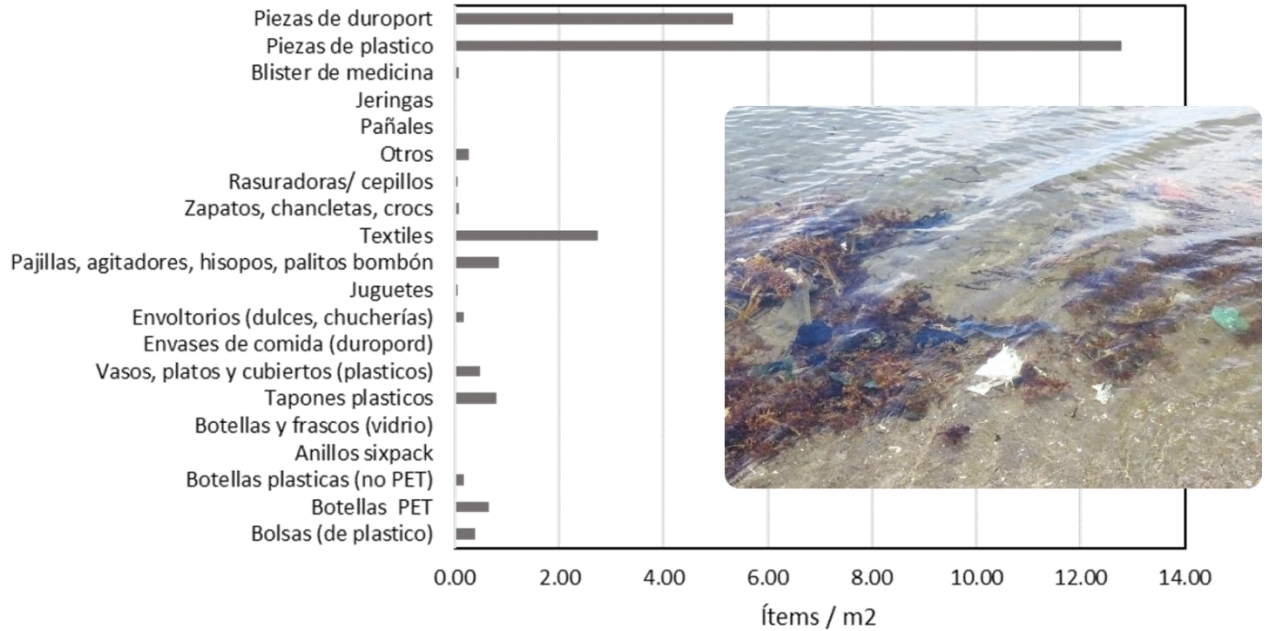 Piezas de duroport
Piezas de plastico
Blister de medicina
Jeringas
Pañales
Otros
Rasuradoras/ cepillos
Zapatos, chancletas, crocs
Textiles
Pajillas, agitadores, hisopos, palitos bombón
Juguetes
Envoltorios (dulces, chucherías)
Envases de comida (duropord)
Vasos, platos y cubiertos (plasticos)
Tapones plasticos
Botellas y frascos (vidrio)
Anillos sixpack
Botellas plasticas (no PET)
Botellas PET
Bolsas (de plastico)
0.00 2.00 4.00 6.00 8.00 10.00 12.00 14.00
Ítems / m2